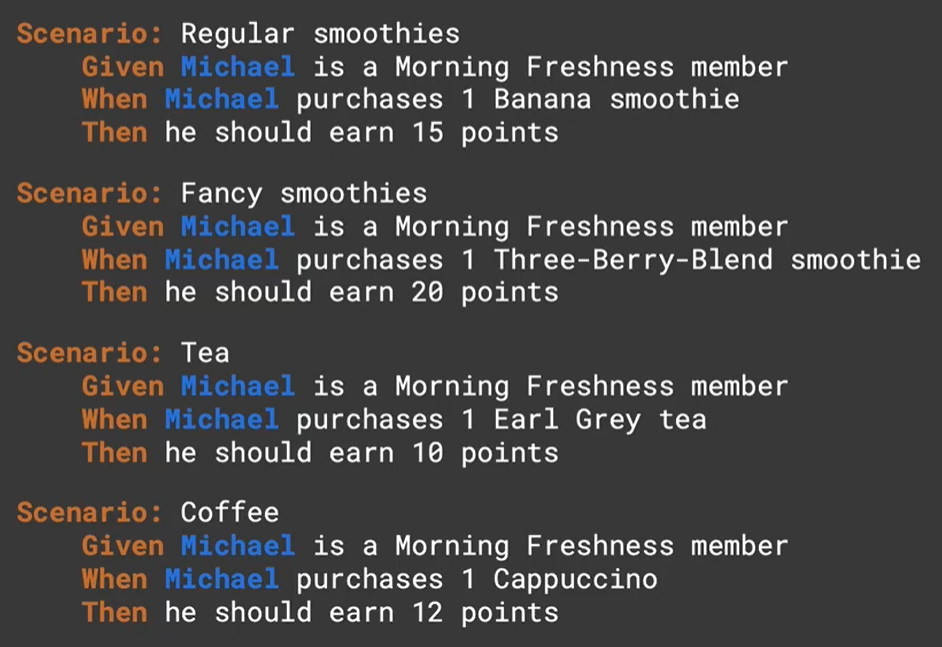 Scenario: Regular smoothies
Given Michael is a Morning Freshness member
When Michael purchases 1 Banana smoothie
Then he should earn 15 points
Scenario: Fancy smoothies
Given Michael is a Morning Freshness member
When Michael purchases 1 Three-Berry-Blend smoothie
Then he should earn 20 points
Scenario: Tea
Given Michael is a Morning Freshness member
When Michael purchases 1 Earl Grey tea
Then he should earn 10 points
Scenario: Coffee
Given Michael is a Morning Freshness member
When Michael purchases 1 Cappuccino
Then he should earn 12 points